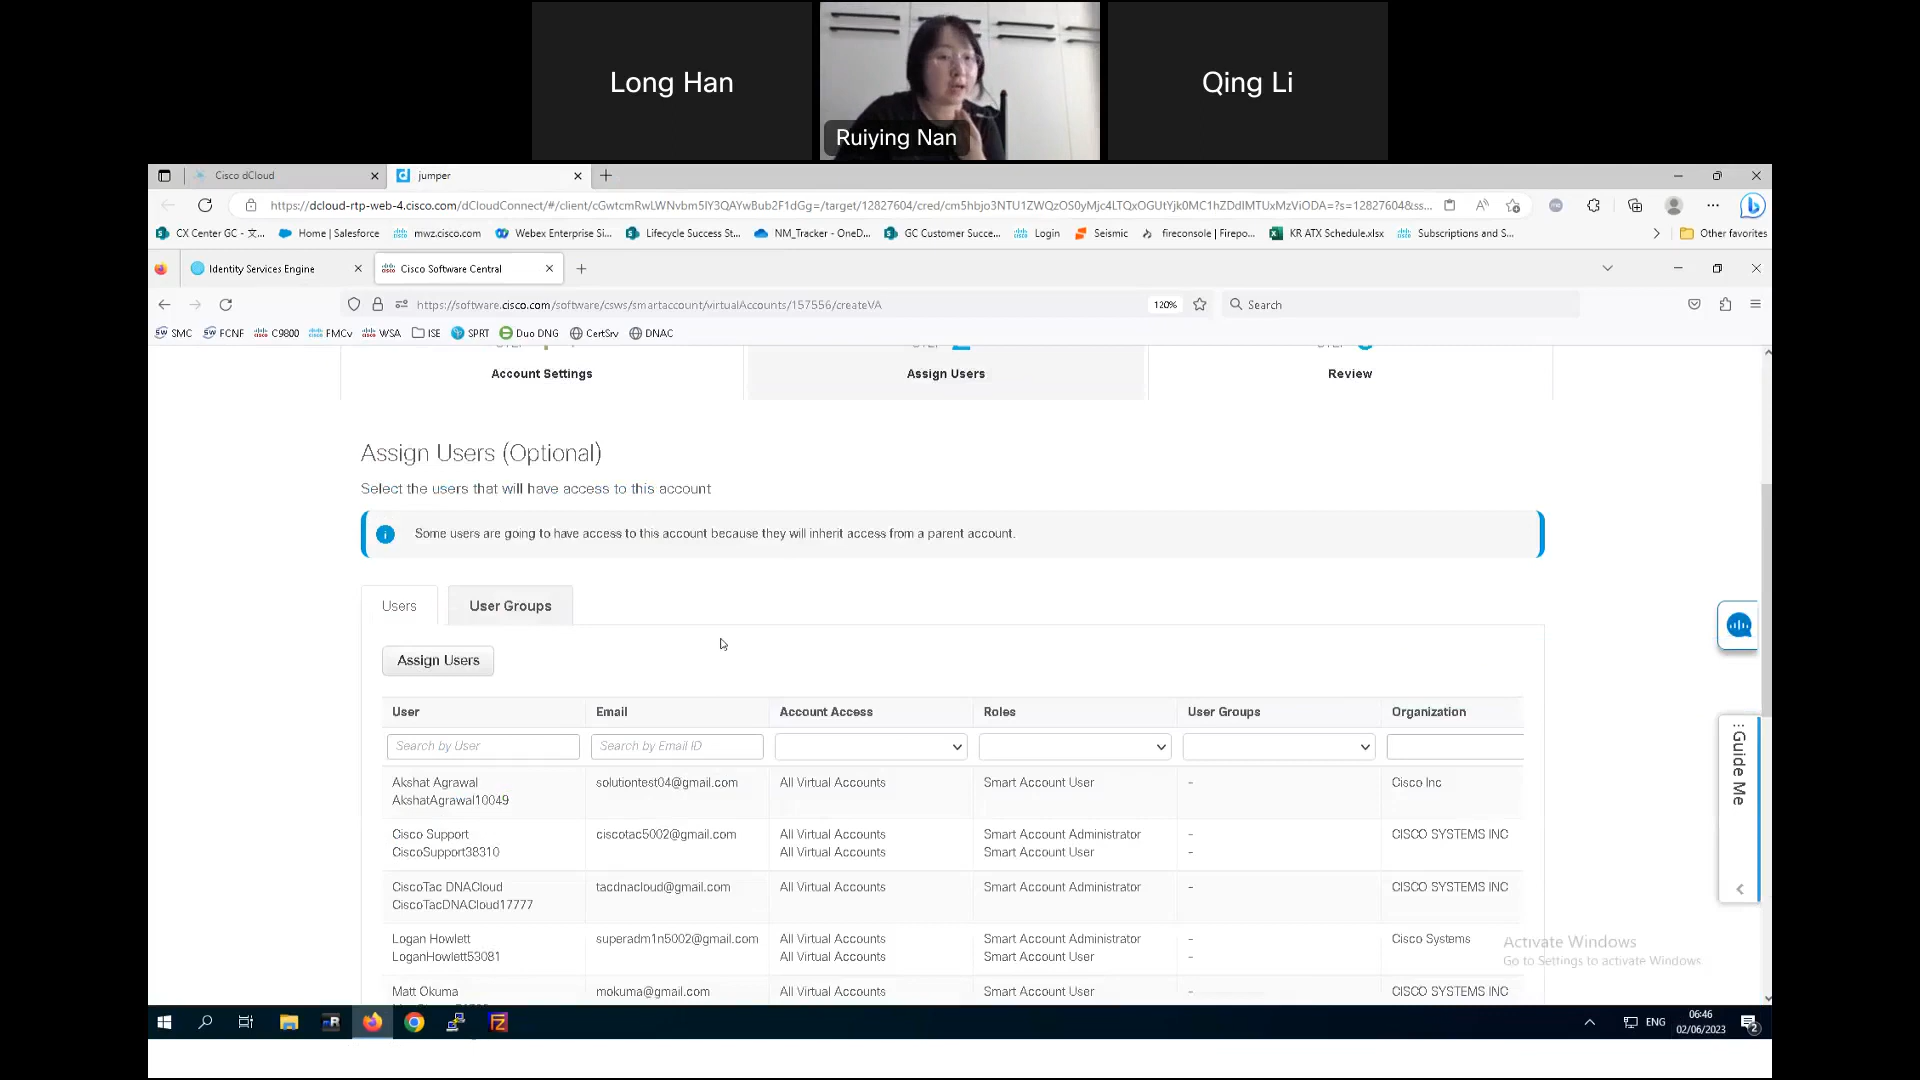 Long Han
Ruiying Nan
Qing Li
Cisco dCloud
jumper
https://dcloud-rtp-web-4.cisco.com/dCloudConnect/#/client/
Home | Salesforce
mwz.cisco.com
Webex Enterprise Si...
Lifecycle Success St...
NM_Tracker - OneD...
GC Customer Succe...
Login
Seismic
fireconsole | Firepo...
KR ATX Schedule.xlsx
Subscriptions and S...
Other favorites
Identity Services Engine
Cisco Software Central
https://software.cisco.com/software/csws/smartaccount/virtualAccounts/157556/createVA
120%
Search
SMC
FCNF
C9800
FMCv
WSA
ISE
SPRT
Duo DNG
CertSrv
DNAC
Account Settings
Assign Users
Review
Assign Users (Optional)
Select the users that will have access to this account
Some users are going to have access to this account because they will inherit access from a parent account.
Users
User Groups
Assign Users
User Email Account Access Roles User Groups Organization
Search by User Search by Email ID
Akshat Agrawal solutiontest04@gmail.com All Virtual Accounts Smart Account User - Cisco Inc
AkshatAgrawal10049
Cisco Support ciscotac5002@gmail.com All Virtual Accounts Smart Account Administrator - CISCO SYSTEMS INC
CiscoSupport38310 All Virtual Accounts Smart Account User -
CiscoTac DNACloud tacdnacloud@gmail.com All Virtual Accounts Smart Account Administrator - CISCO SYSTEMS INC
CiscoTacDNACloud17777
Logan Howlett superadm1n5002@gmail.com All Virtual Accounts Smart Account Administrator - Cisco Systems
LoganHowlett53081 All Virtual Accounts Smart Account User -
Matt Okuma mokuma@gmail.com All Virtual Accounts Smart Account User - CISCO SYSTEMS INC
Guide Me
Activate Windows
Go to Settings to activate Windows.
ENG
06:46
02/06/2023
2